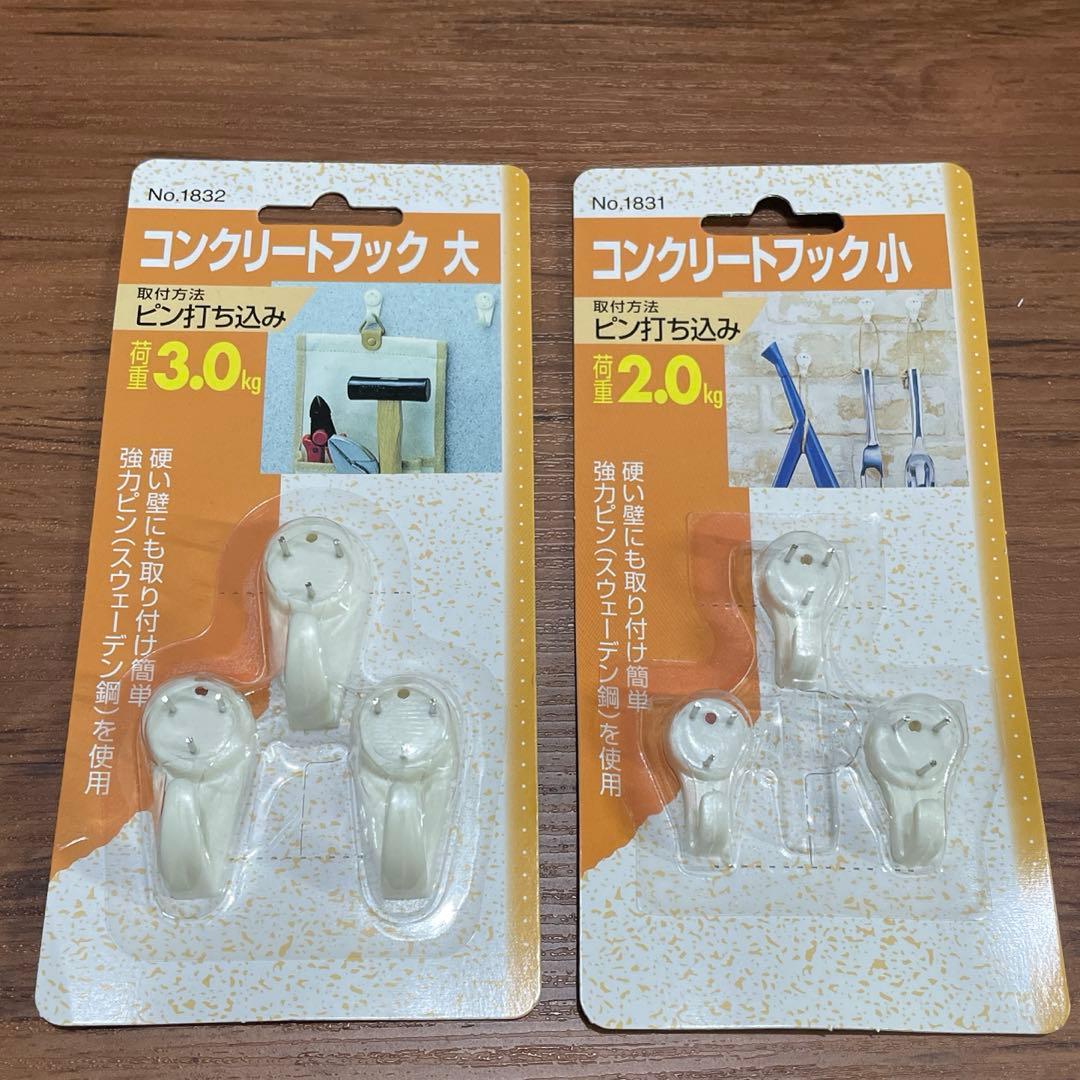 No.1832
コンクリートフック 大
取付方法
ピン打ち込み
荷重3.0kg
硬い壁にも取り付け簡単
強力ピン(スウェーデン鋼)を使用
No.1831
コンクリートフック小
取付方法
ピン打ち込み
荷重2.0kg
硬い壁にも取り付け簡単
強力ピン(スウェーデン鋼)を使用